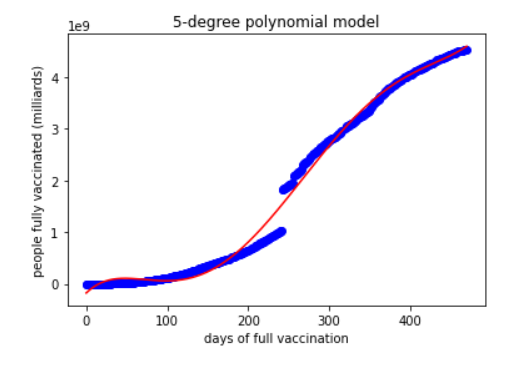 5-degree polynomial model
1e9
people fully vaccinated (milliards)
4
3
2
1
0
0 100 200 300 400
days of full vaccination